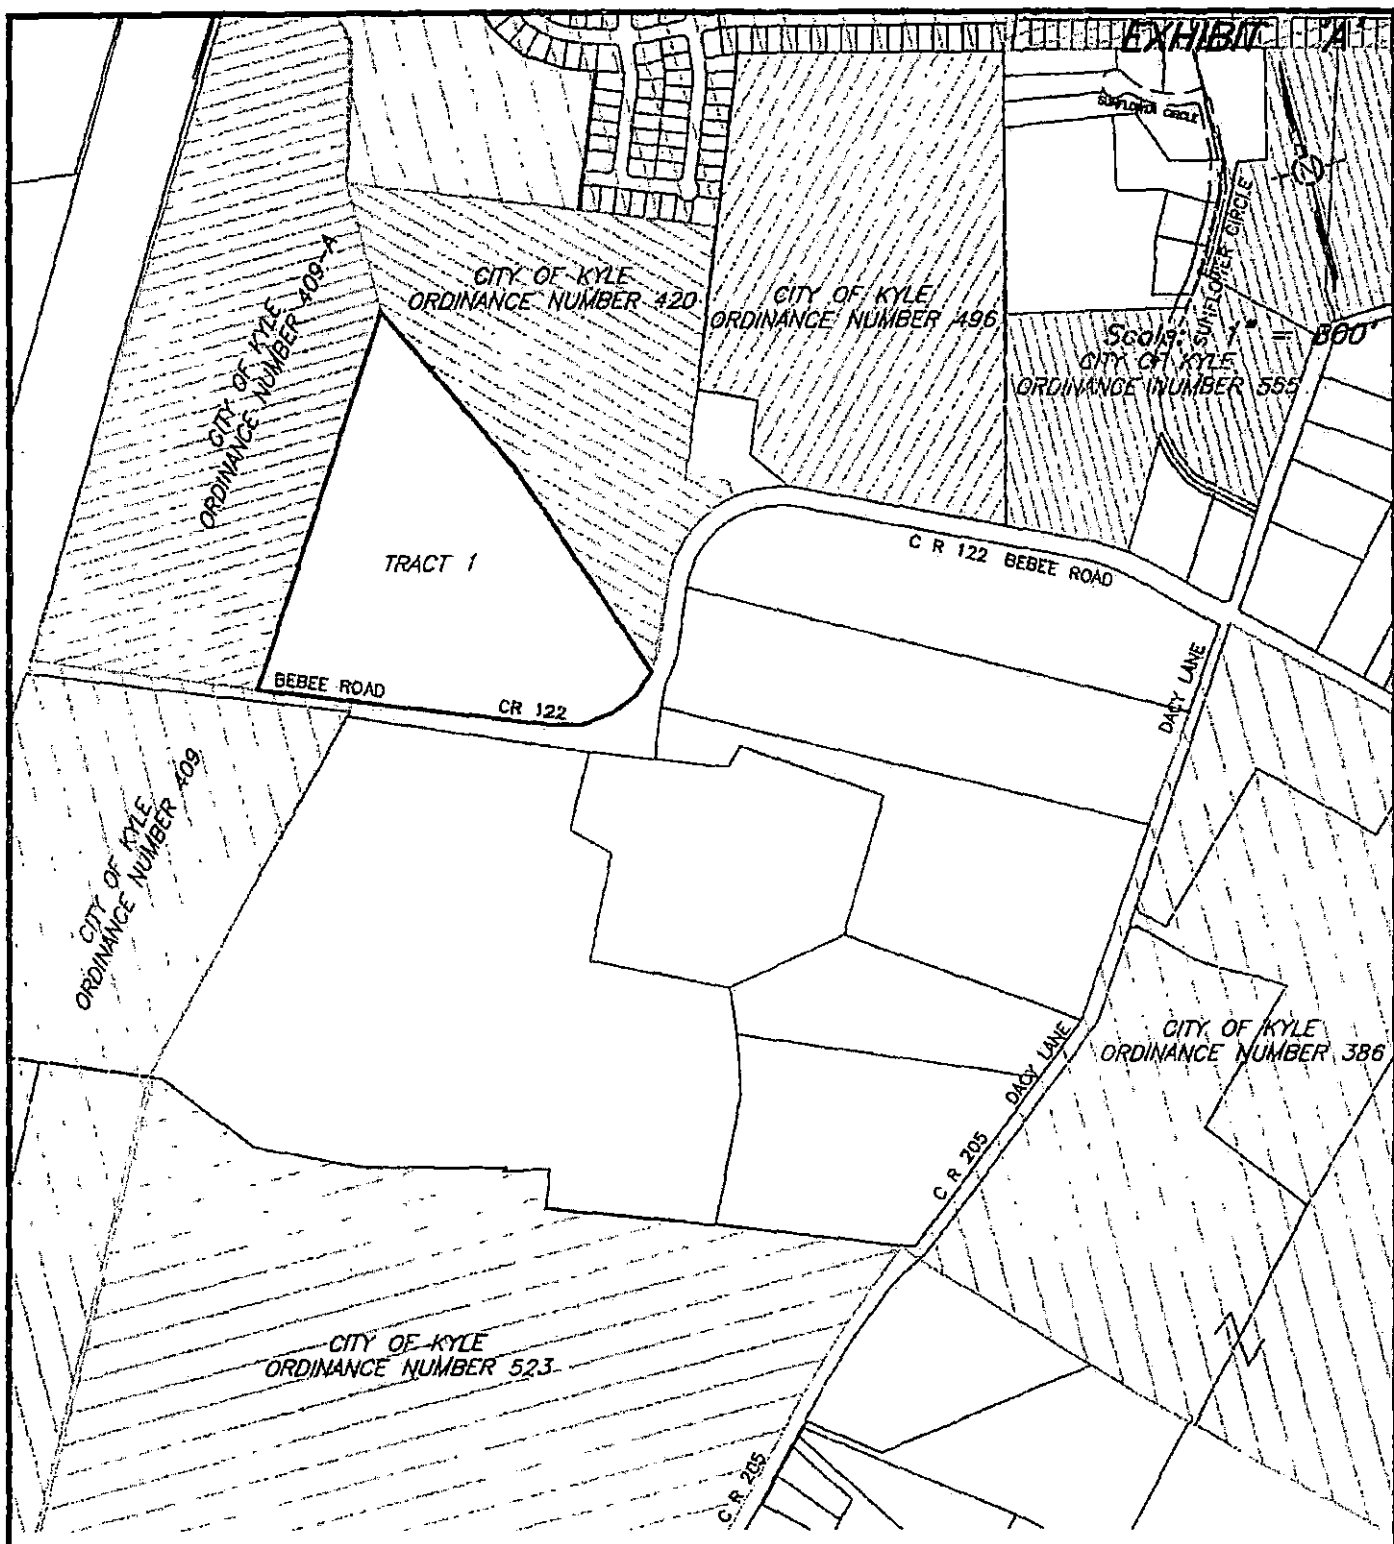 EXHIBIT "A"
SUNFLOWER CIRCLE
SUNFLOWER CIRCLE
CITY OF KYLE
ORDINANCE NUMBER 409-A
CITY OF KYLE
ORDINANCE NUMBER 420
CITY OF KYLE
ORDINANCE NUMBER 496
Scale: 1" =
CITY OF KYLE
ORDINANCE NUMBER 555
TRACT 1
C R 122 BEBEE ROAD
BEBEE ROAD
CR 122
DACY LANE
CITY OF KYLE
ORDINANCE NUMBER 409
CITY OF KYLE
ORDINANCE NUMBER 386
DACY LANE
C R 205
CITY OF KYLE
ORDINANCE NUMBER 523
C R 205